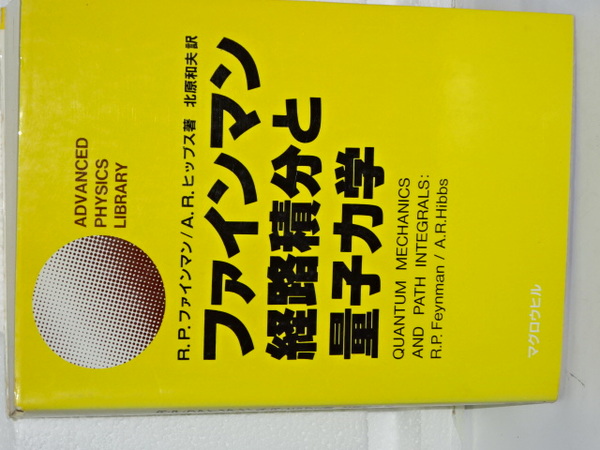 ADVANCED
PHYSICS
LIBRARY
R.P.ファインマン/A.R.ヒッブス著 北原和夫 訳
ファインマン
経路積分と
量子力学
QUANTUM MECHANICS
AND PATH INTEGRALS:
R.P. Feynman / A.R.Hibbs
マグロウヒル